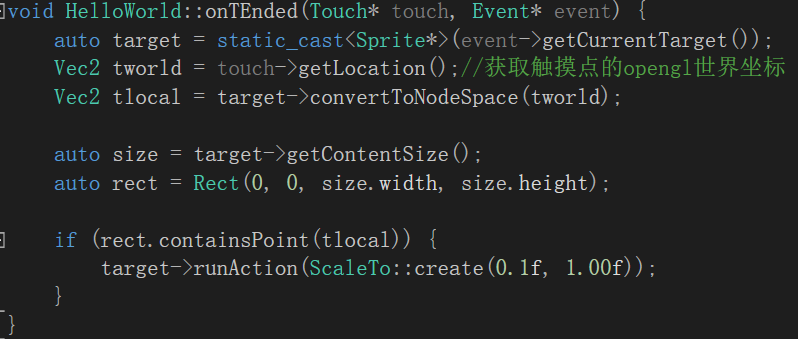 void HelloWorld::onTEnded(Touch* touch, Event* event) {
    auto target = static_cast<Sprite*>(event->getCurrentTarget());
    Vec2 tworld = touch->getLocation();//获取触摸点的opengl世界坐标
    Vec2 tlocal = target->convertToNodeSpace(tworld);

    auto size = target->getContentSize();
    auto rect = Rect(0, 0, size.width, size.height);

    if (rect.containsPoint(tlocal)) {
        target->runAction(ScaleTo::create(0.1f, 1.00f));
    }
}